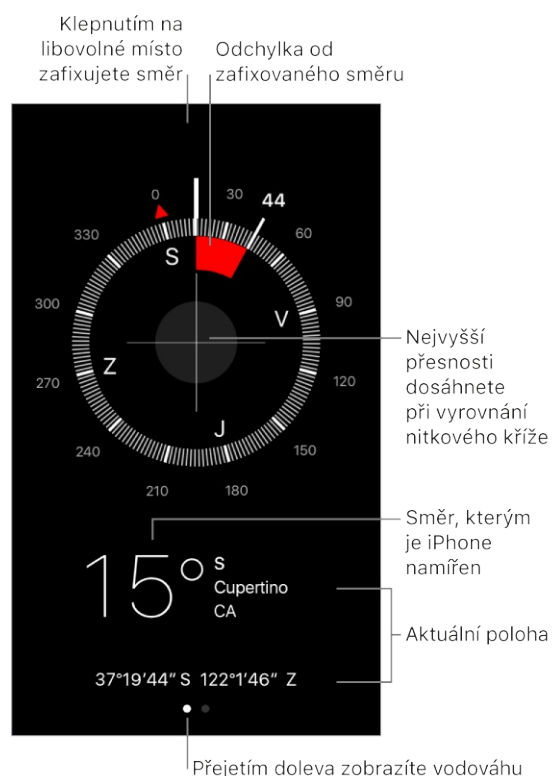 Klepnutím na
libovolné místo
zafixujete směr
Odchylka od
zafixovaného směru
0
30
44
330
60
S
300
90
V
Nejvyšší
přesnosti
dosáhnete
při vyrovnání
nitkového kříže
Z
270
120
J
240
150
210
180
Směr, kterým
je iPhone
namířen
15° S
Cupertino
CA
Aktuální poloha
37°19'44" S 122°1'46" Z
Přejetím doleva zobrazíte vodováhu